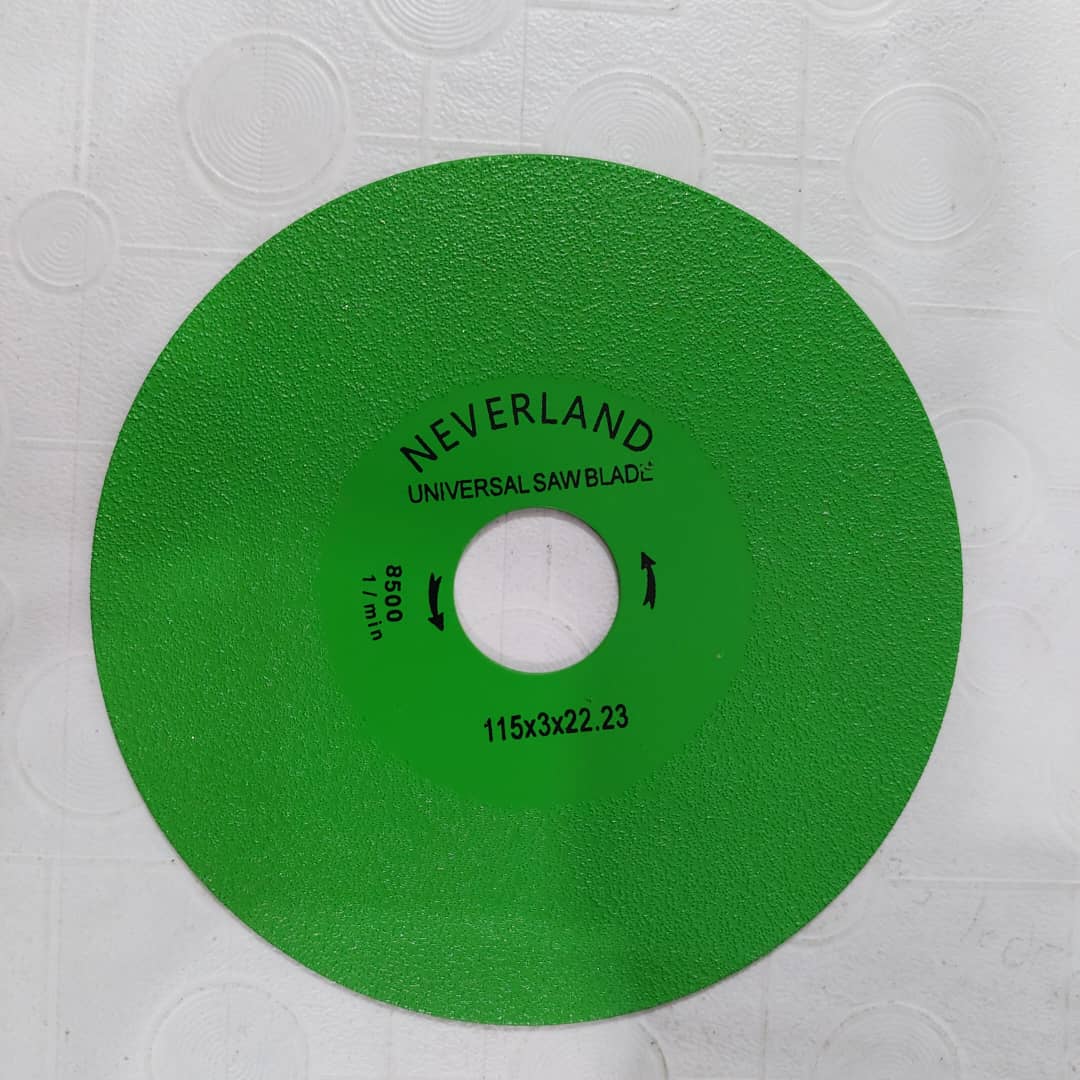 NEVERLAND
UNIVERSAL SAW BLADE
8500
1/min
115x3x22.23